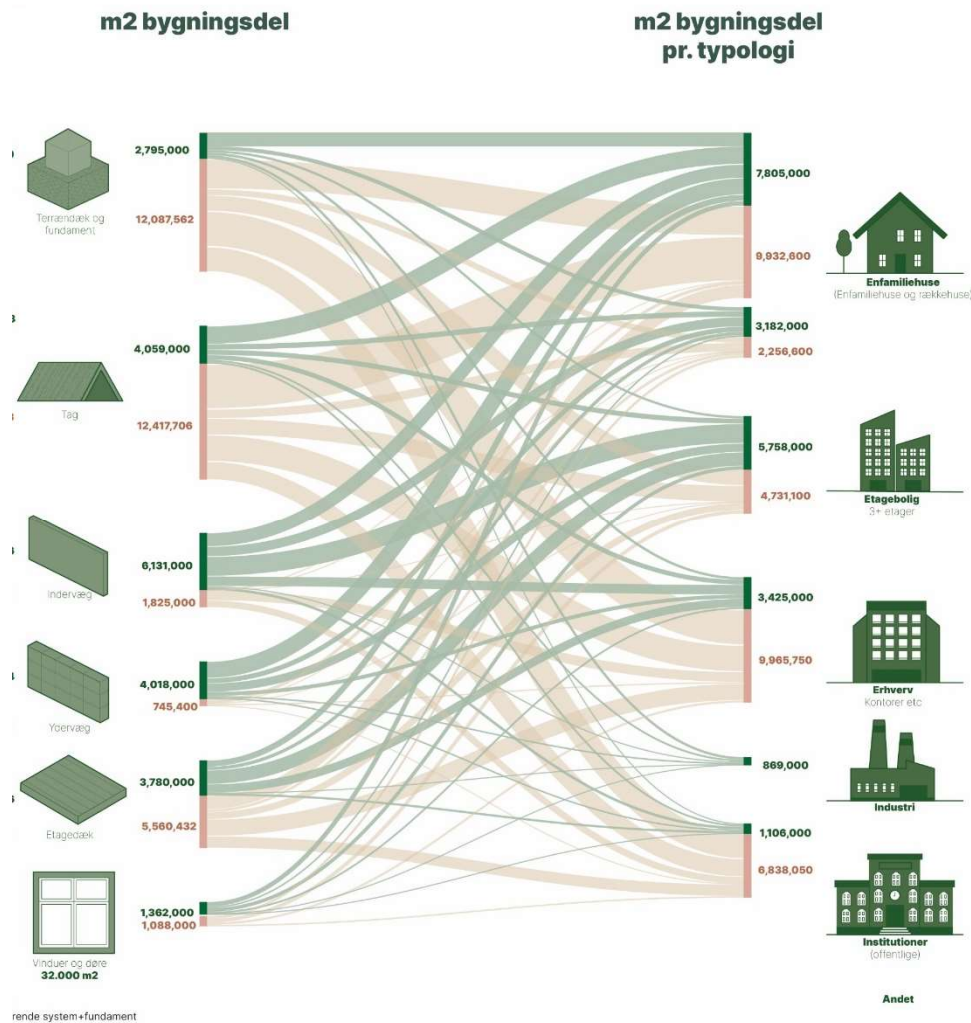 m2 bygningsdel
m2 bygningsdel
pr. typologi
2,795,000
12,087,562
Terrændæk og
fundament
4,059,000
12,417,706
Tag
6,131,000
1,825,000
Indervæg
4,018,000
745,400
Ydervæg
3,780,000
5,560,432
Etagedæk
1,362,000
1,088,000
Vinduer og døre
32.000 m2
7,805,000
9,932,600
Enfamiliehuse
(Enfamiliehuse og rækkehuse)
3,182,000
2,256,600
5,758,000
4,731,100
Etagebolig
3+ etager
3,425,000
9,965,750
Erhverv
Kontorer etc
869,000
Industri
1,106,000
6,838,050
Institutioner
(offentlige)
Andet
rende system+fundament